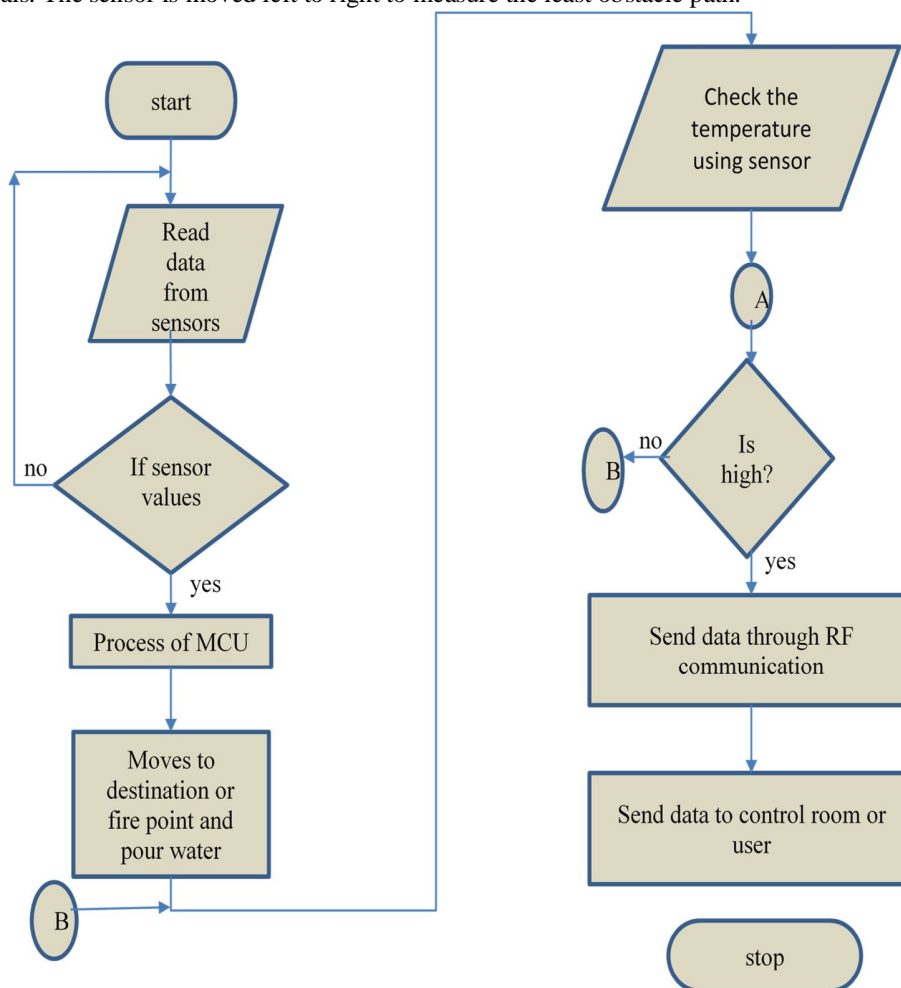 als. The sensor is moved left to right to measure the least obstacle path.
start
Read
data
from
sensors
If sensor
values
no
yes
Process of MCU
Moves to
destination or
fire point and
pour water
B
Check the
temperature
using sensor
A
Is
high?
no
B
yes
Send data through RF
communication
Send data to control room or
user
stop